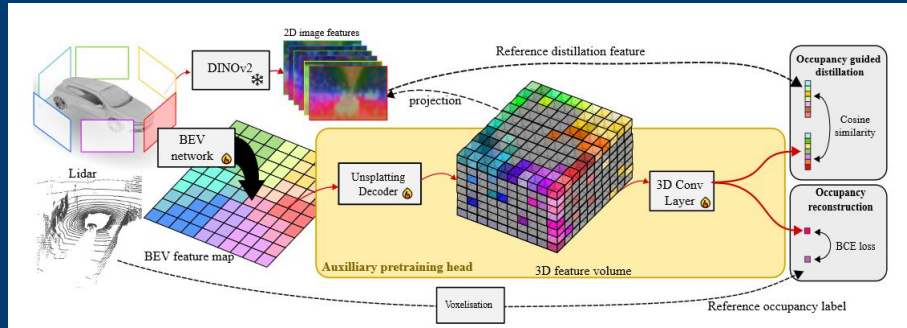 2D image features
DINOv2
Reference distillation feature
projection
Occupancy guided
distillation
Cosine
similarity
BEV
network
Lidar
Unsplatting
Decoder
3D Conv
Layer
Occupancy
reconstruction
BCE loss
BEV feature map
Auxilliary pretraining head
3D feature volume
Voxelisation
Reference occupancy label